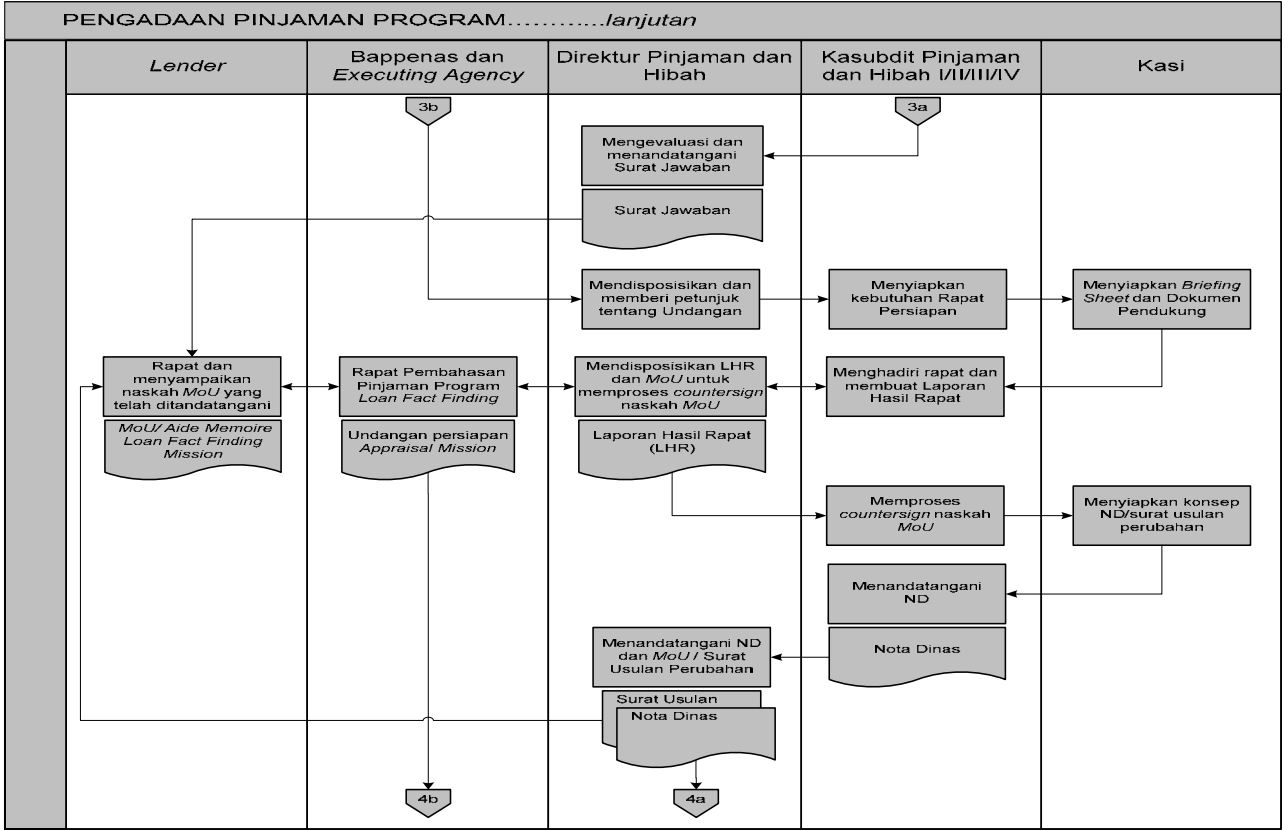 PENGADAAN PINJAMAN PROGRAM…………lanjutan
Lender
Bappenas dan
Executing Agency
Direktur Pinjaman dan
Hibah
Kasubdit Pinjaman
dan Hibah I/II/III/IV
Kasi
3b
3a
Mengevaluasi dan
menandatangani
Surat Jawaban
Surat Jawaban
Mendisposisikan dan
memberi petunjuk
tentang Undangan
Menyiapkan
kebutuhan Rapat
Persiapan
Menyiapkan Briefing
Sheet dan Dokumen
Pendukung
Rapat dan
menyampaikan
naskah MoU yang
telah ditandatangani
Rapat Pembahasan
Pinjaman Program
Loan Fact Finding
Mendisposisikan LHR
dan MoU untuk
memproses countersign
naskah MoU
Menghadiri rapat dan
membuat Laporan
Hasil Rapat
MoU/ Aide Memoire
Loan Fact Finding
Mission
Undangan persiapan
Appraisal Mission
Laporan Hasil Rapat
(LHR)
Memproses
countersign naskah
MoU
Menyiapkan konsep
ND/surat usulan
perubahan
Menandatangani
ND
Nota Dinas
Menandatangani ND
dan MoU / Surat
Usulan Perubahan
Surat Usulan
Nota Dinas
4b
4a